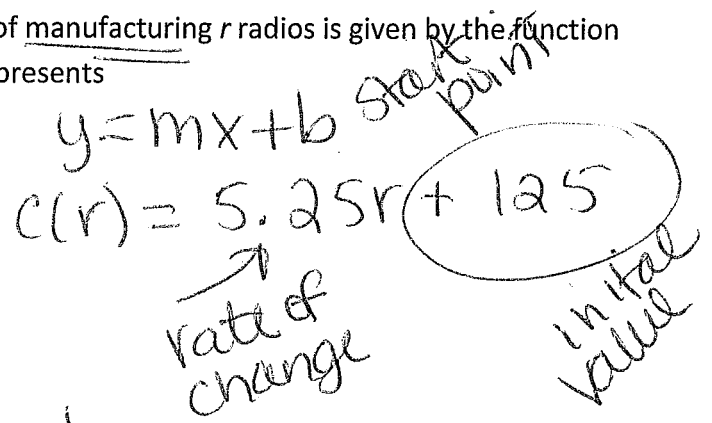 of manufacturing r radios is given by the function
presents
y=mx+b start point
c(r) = 5.25r + 125
rate of
change
inital
value